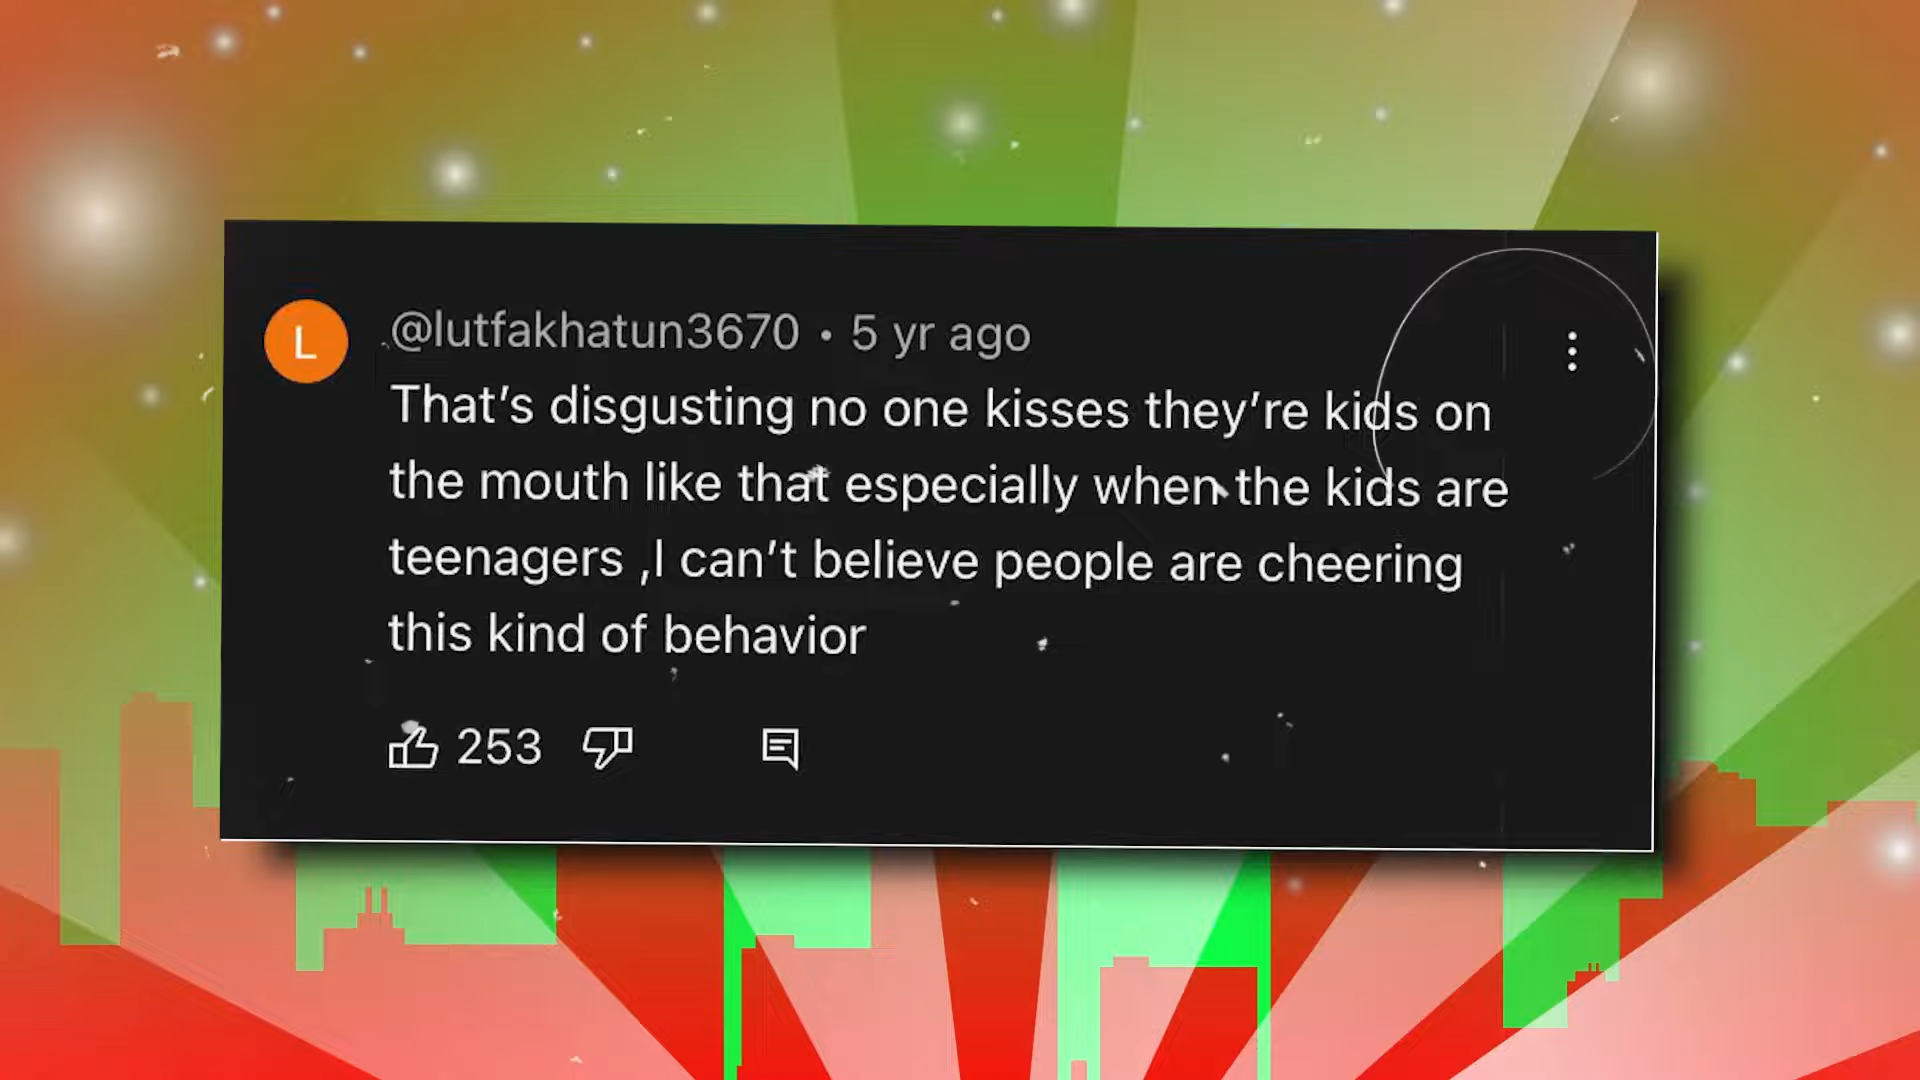 L
@lutfakhatun3670 • 5 yr ago
That's disgusting no one kisses they're kids on
the mouth like that especially when the kids are
teenagers ,I can't believe people are cheering
this kind of behavior
253